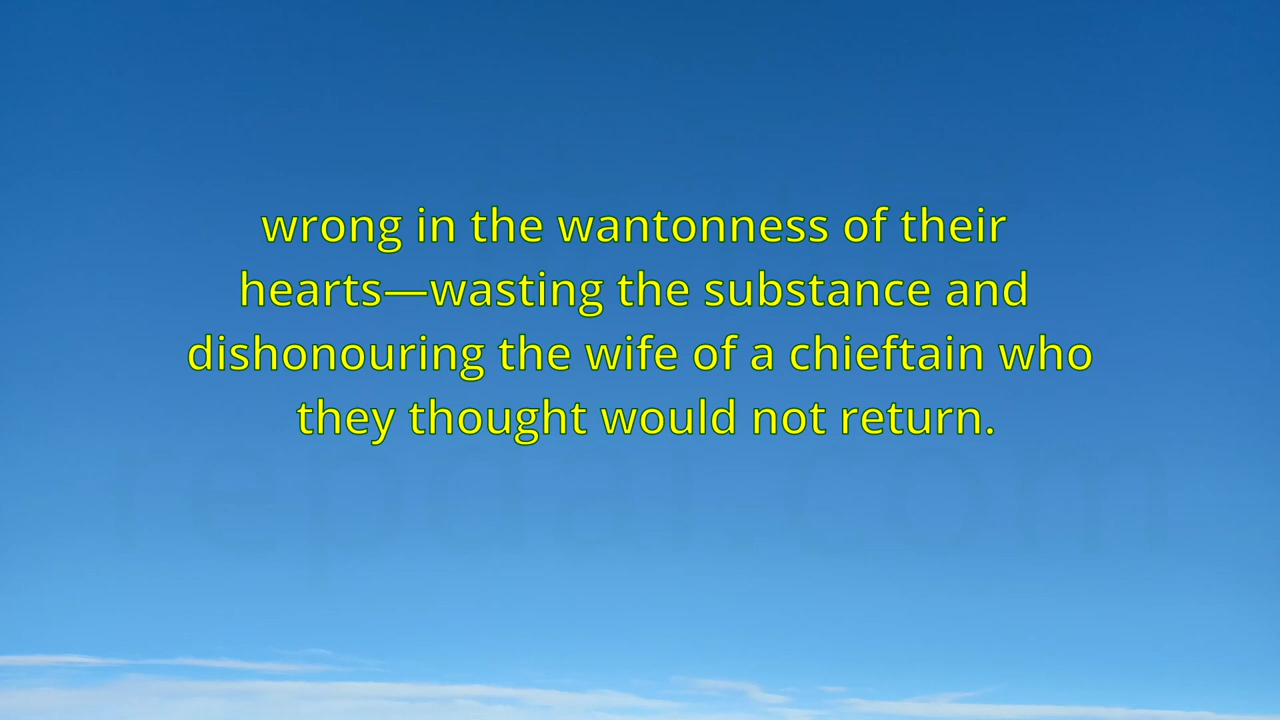 wrong in the wantonness of their
hearts—wasting the substance and
dishonouring the wife of a chieftain who
they thought would not return.